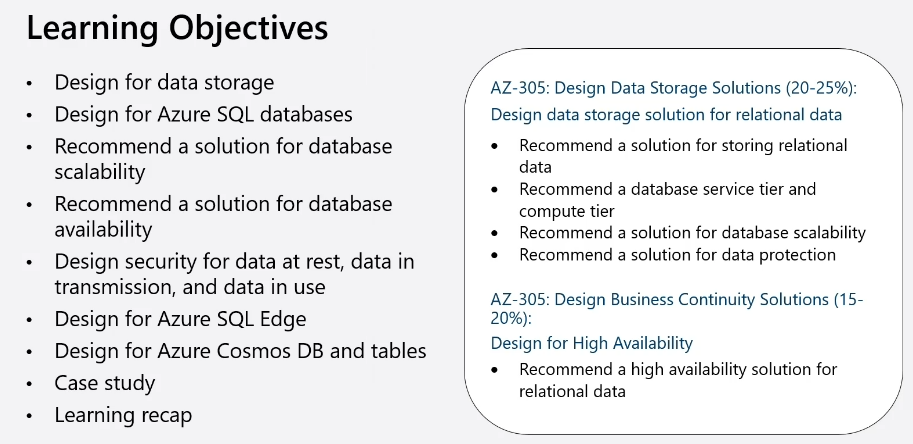 Learning Objectives
• Design for data storage
• Design for Azure SQL databases
• Recommend a solution for database
scalability
• Recommend a solution for database
availability
• Design security for data at rest, data in
transmission, and data in use
• Design for Azure SQL Edge
• Design for Azure Cosmos DB and tables
• Case study
• Learning recap
AZ-305: Design Data Storage Solutions (20-25%):
Design data storage solution for relational data
• Recommend a solution for storing relational
data
• Recommend a database service tier and
compute tier
• Recommend a solution for database scalability
• Recommend a solution for data protection
AZ-305: Design Business Continuity Solutions (15-
20%):
Design for High Availability
• Recommend a high availability solution for
relational data